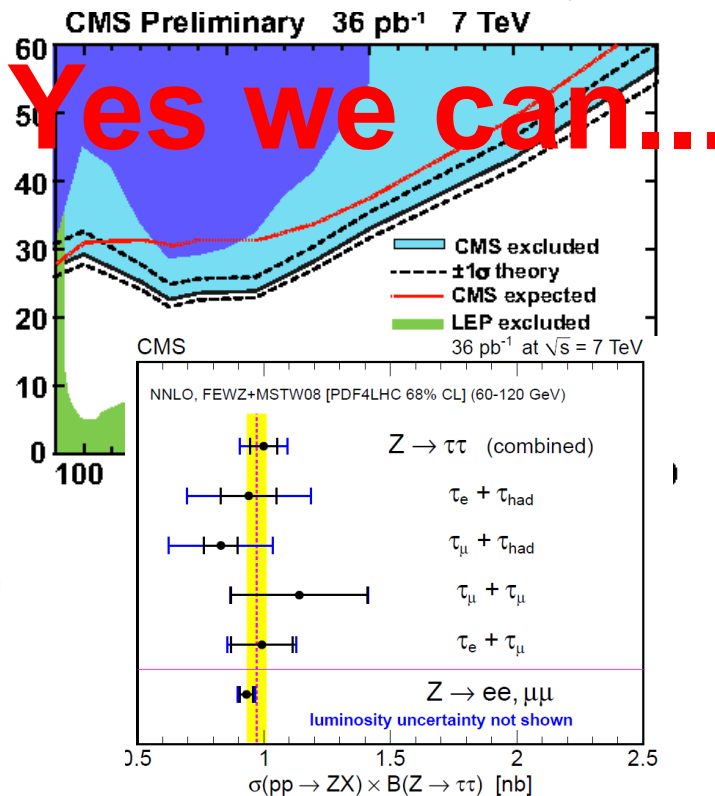 CMS Preliminary 36 pb⁻¹ 7 TeV
60
Yes we can...
50
40
30
CMS excluded
±1σ theory
CMS expected
LEP excluded
20
10
0
100
CMS 36 pb⁻¹ at √s = 7 TeV
NNLO, FEWZ+MSTW08 [PDF4LHC 68% CL] (60-120 GeV)
Z → ττ (combined)
τe + τhad
τμ + τhad
τμ + τμ
τe + τμ
Z → ee, μμ
luminosity uncertainty not shown
0.5 1 1.5 2 2.5
σ(pp → ZX) × B(Z → ττ) [nb]